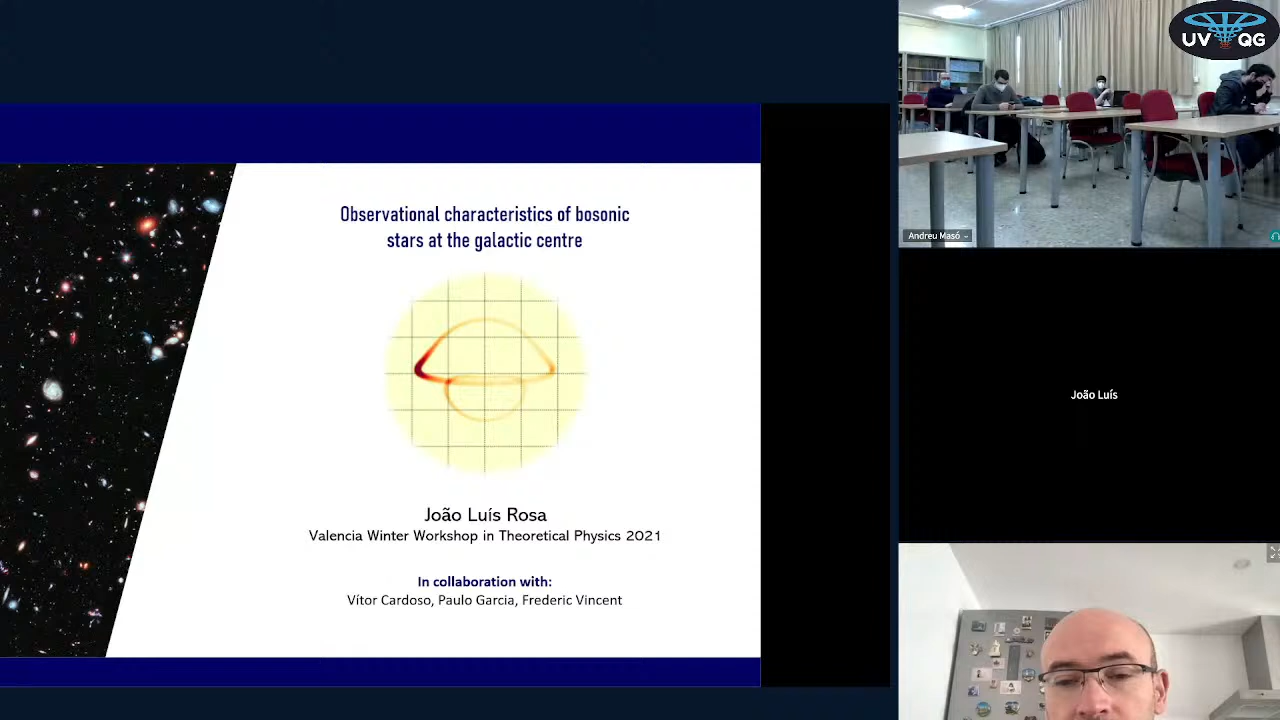 Observational characteristics of bosonic
stars at the galactic centre
João Luís Rosa
Valencia Winter Workshop in Theoretical Physics 2021
In collaboration with:
Vítor Cardoso, Paulo Garcia, Frederic Vincent
UV QG
Andreu Masó
João Luís